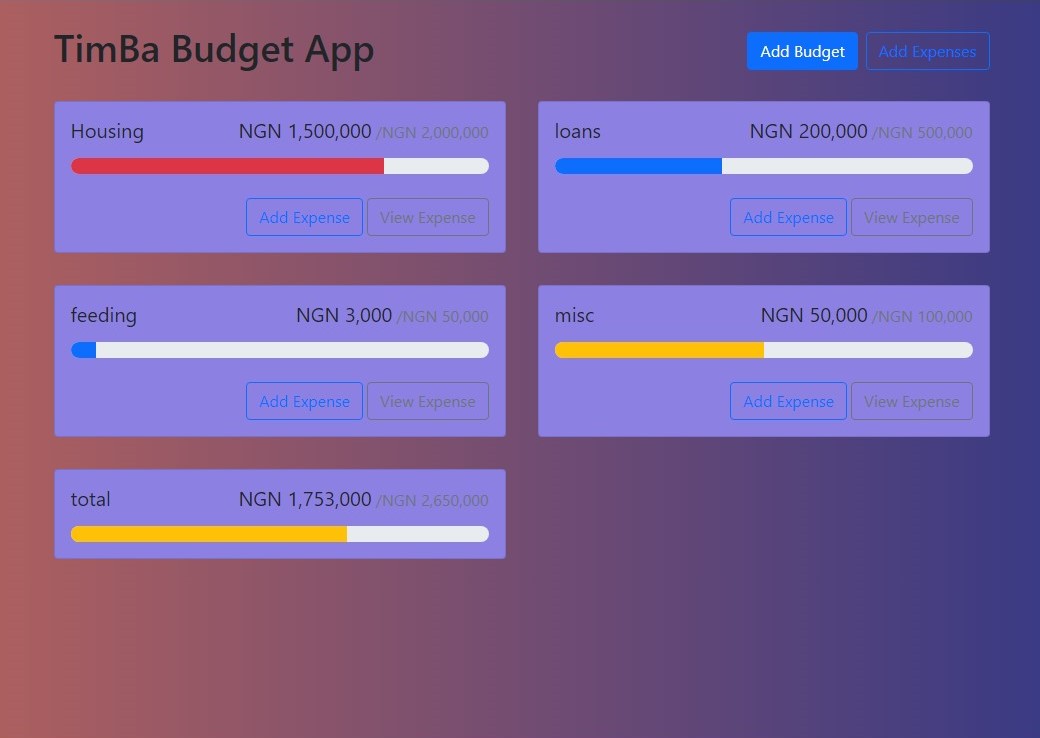 TimBa Budget App
Add Budget Add Expenses
Housing NGN 1,500,000 /NGN 2,000,000
Add Expense View Expense
loans NGN 200,000 /NGN 500,000
Add Expense View Expense
feeding NGN 3,000 /NGN 50,000
Add Expense View Expense
misc NGN 50,000 /NGN 100,000
Add Expense View Expense
total NGN 1,753,000 /NGN 2,650,000